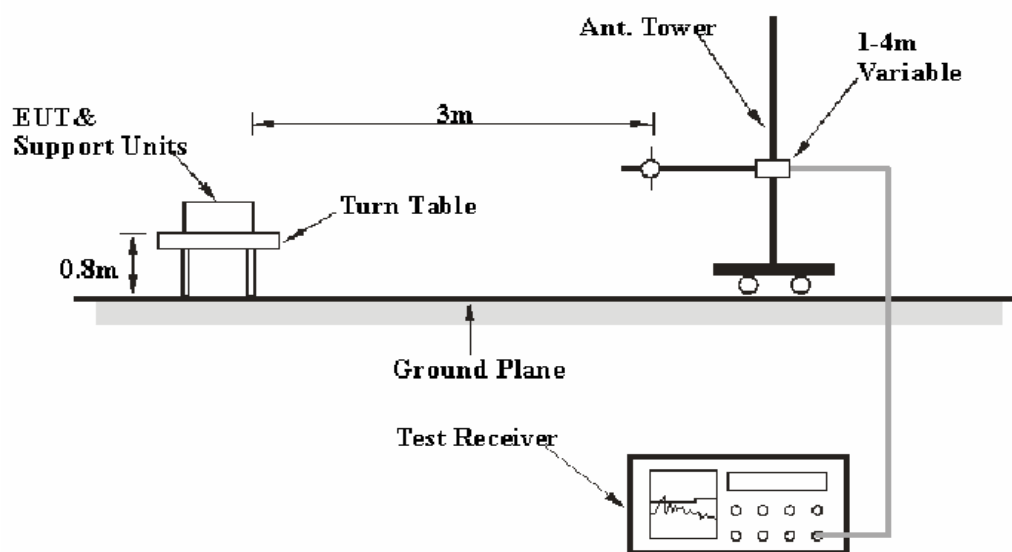 Ant. Tower
1-4m
Variable
3m
EUT&
Support Units
Turn Table
0.8m
Ground Plane
Test Receiver